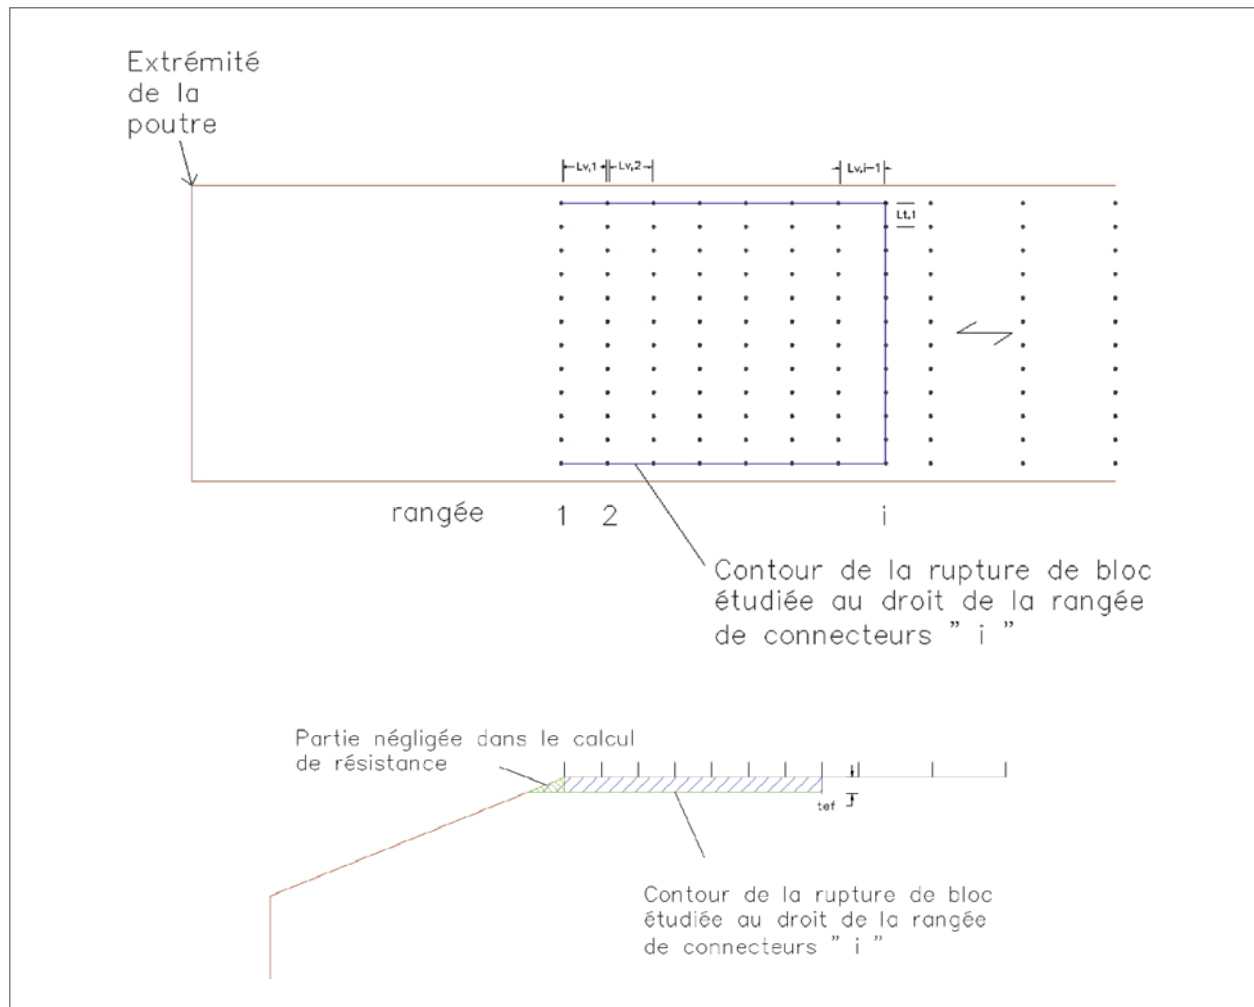 Extrémité
de la
poutre
Lv,1
Lv,2
Lv,i-1
Lt,1
rangée 1 2 i
Contour de la rupture de bloc
étudiée au droit de la rangée
de connecteurs " i "
Partie négligée dans le calcul
de résistance
tef
Contour de la rupture de bloc
étudiée au droit de la rangée
de connecteurs " i "